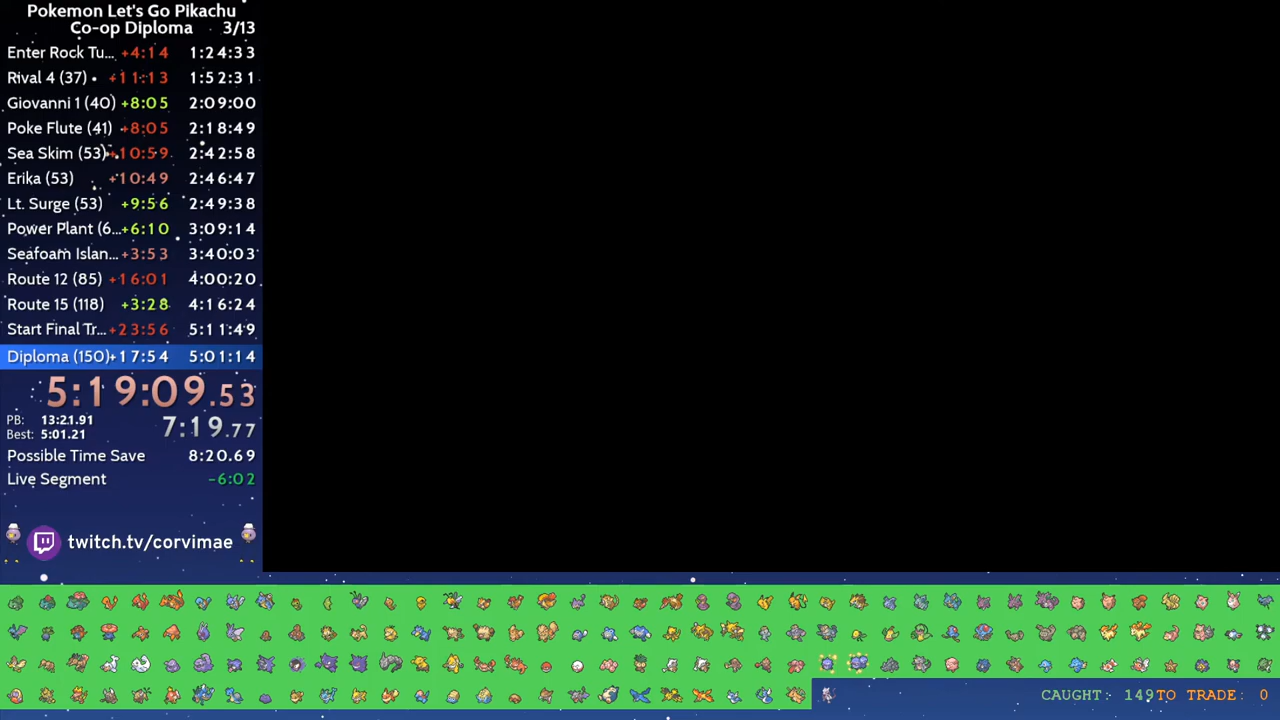 Pokemon Let's Go Pikachu
Co-op Diploma 3/13
Enter Rock Tu... +4:14 1:24:33
Rival 4 (37) +11:13 1:52:31
Giovanni 1 (40) +8:05 2:09:00
Poke Flute (41) +8:05 2:18:49
Sea Skim (53) +10:59 2:42:58
Erika (53) +10:49 2:46:47
Lt. Surge (53) +9:56 2:49:38
Power Plant (6... +6:10 3:09:14
Seafoam Islan... +3:53 3:40:03
Route 12 (85) +16:01 4:00:20
Route 15 (118) +3:28 4:16:24
Start Final Tr... +23:56 5:11:49
Diploma (150) +17:54 5:01:14
5:19:09.53
PB: 13:21.91
Best: 5:01.21
7:19.77
Possible Time Save 8:20.69
Live Segment -6:02
twitch.tv/corvimae
CAUGHT: 149 TO TRADE: 0